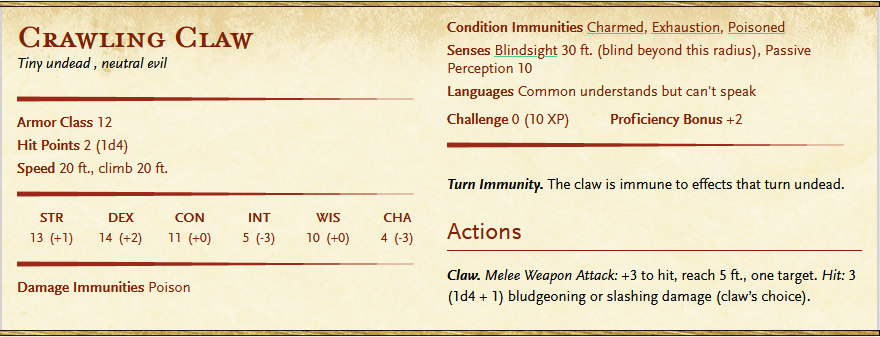 Crawling Claw
Tiny undead , neutral evil
Armor Class 12
Hit Points 2 (1d4)
Speed 20 ft., climb 20 ft.
STR DEX CON INT WIS CHA
13 (+1) 14 (+2) 11 (+0) 5 (-3) 10 (+0) 4 (-3)
Damage Immunities Poison
Condition Immunities Charmed, Exhaustion, Poisoned
Senses Blindsight 30 ft. (blind beyond this radius), Passive
Perception 10
Languages Common understands but can't speak
Challenge 0 (10 XP) Proficiency Bonus +2
Turn Immunity. The claw is immune to effects that turn undead.
Actions
Claw. Melee Weapon Attack: +3 to hit, reach 5 ft., one target. Hit: 3
(1d4 + 1) bludgeoning or slashing damage (claw’s choice).